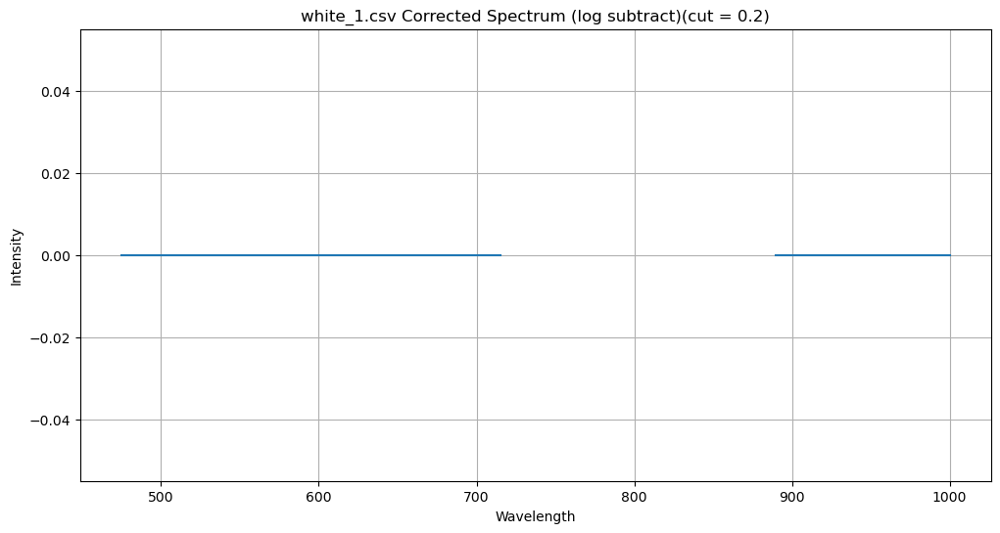 white_1.csv Corrected Spectrum (log subtract)(cut = 0.2)
Intensity
0.04
0.02
0.00
−0.02
−0.04
500 600 700 800 900 1000
Wavelength